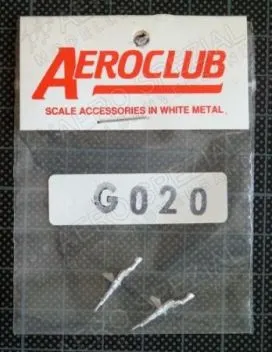 AEROCLUB
SCALE ACCESSORIES IN WHITE METAL
G020